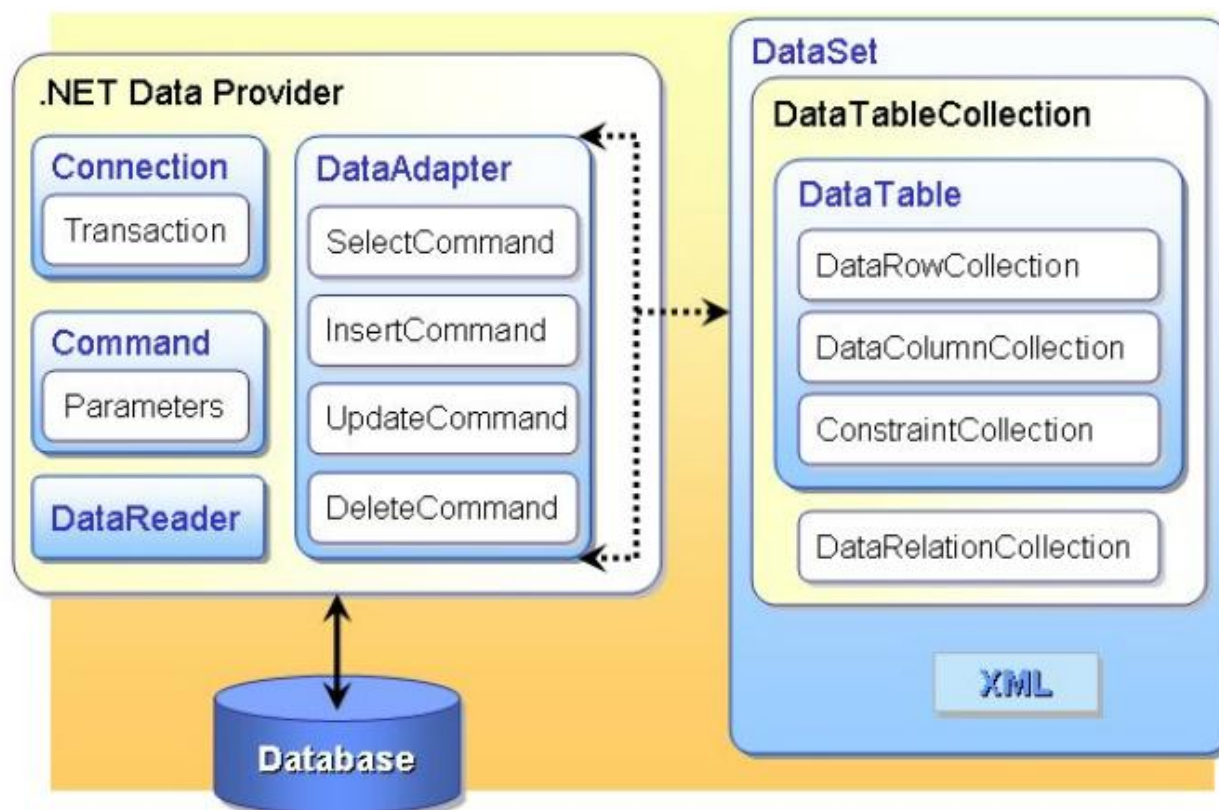 .NET Data Provider
Connection
Transaction
Command
Parameters
DataReader
DataAdapter
SelectCommand
InsertCommand
UpdateCommand
DeleteCommand
Database
DataSet
DataTableCollection
DataTable
DataRowCollection
DataColumnCollection
ConstraintCollection
DataRelationCollection
XML